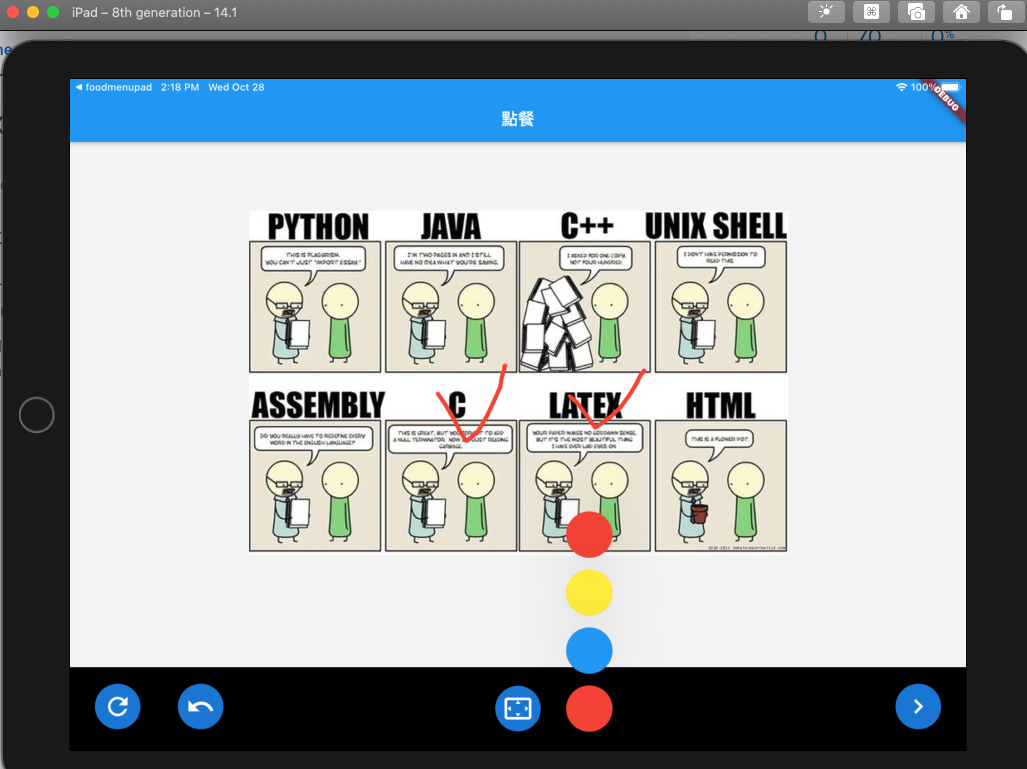 iPad – 8th generation – 14.1
foodmenupad 2:18 PM Wed Oct 28
100%
DEBUG
點餐
PYTHON
JAVA
C++
UNIX SHELL
THIS IS PLAGIARISM.
YOU CAN'T JUST "IMPORT ESSAY."
I'M TWO PAGES IN AND I STILL
HAVE NO IDEA WHAT YOU'RE SAYING.
I ASKED FOR ONE COPY,
NOT FOUR HUNDRED.
I DON'T HAVE PERMISSION TO
READ THIS.
ASSEMBLY
C
LATEX
HTML
DID YOU REALLY HAVE TO REDEFINE EVERY
WORD IN THE ENGLISH LANGUAGE?
THIS IS GREAT, BUT YOU FORGOT TO ADD
A NULL TERMINATOR. NOW I'M JUST READING
GARBAGE.
YOUR PAPER MAKES NO GODDAMN SENSE,
BUT IT'S THE MOST BEAUTIFUL THING
I HAVE EVER LAID EYES ON.
THIS IS A FLOWER POT.